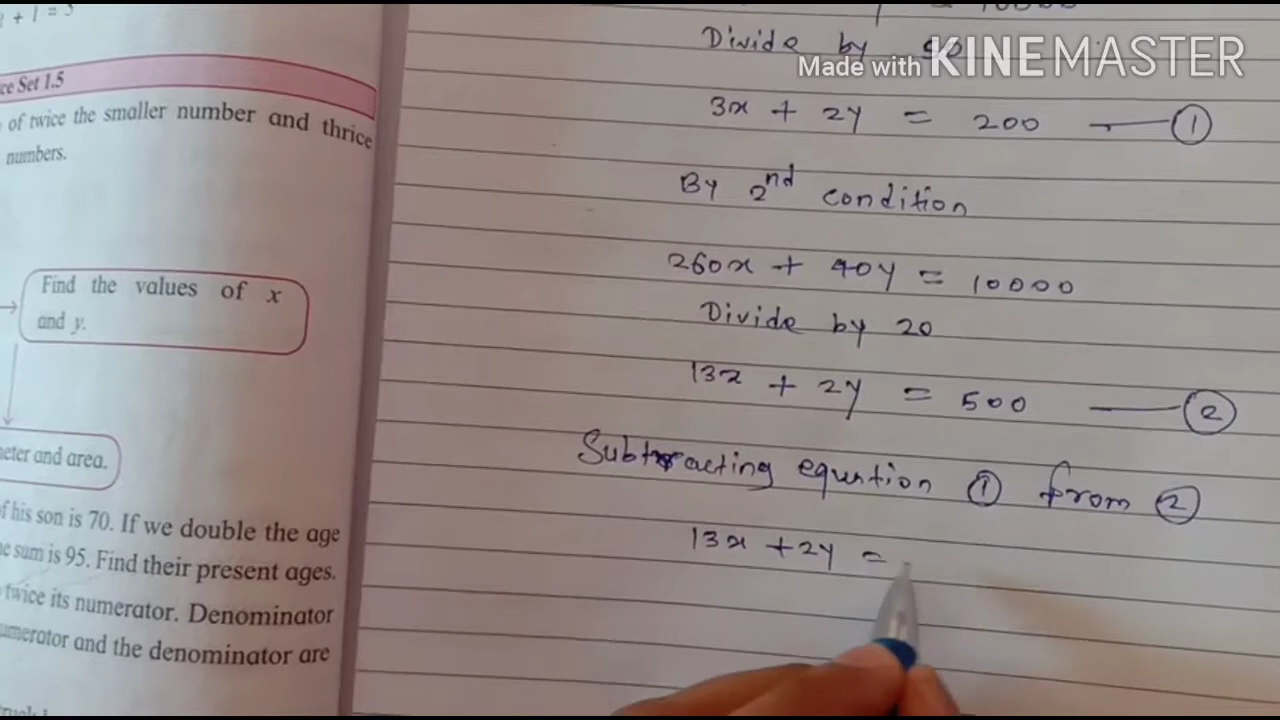 + 1 = 5
ce Set 1.5
of twice the smaller number and thrice
numbers.
Find the values of x
and y.
eter and area.
f his son is 70. If we double the age
e sum is 95. Find their present ages.
twice its numerator. Denominator
umerator and the denominator are
Made with KINEMASTER
Divide by
3x + 2y = 200 — ①
By 2nd condition
260x + 40y = 10000
Divide by 20
13x + 2y = 500 — ②
Subtracting equstion ① from ②
13x + 2y =